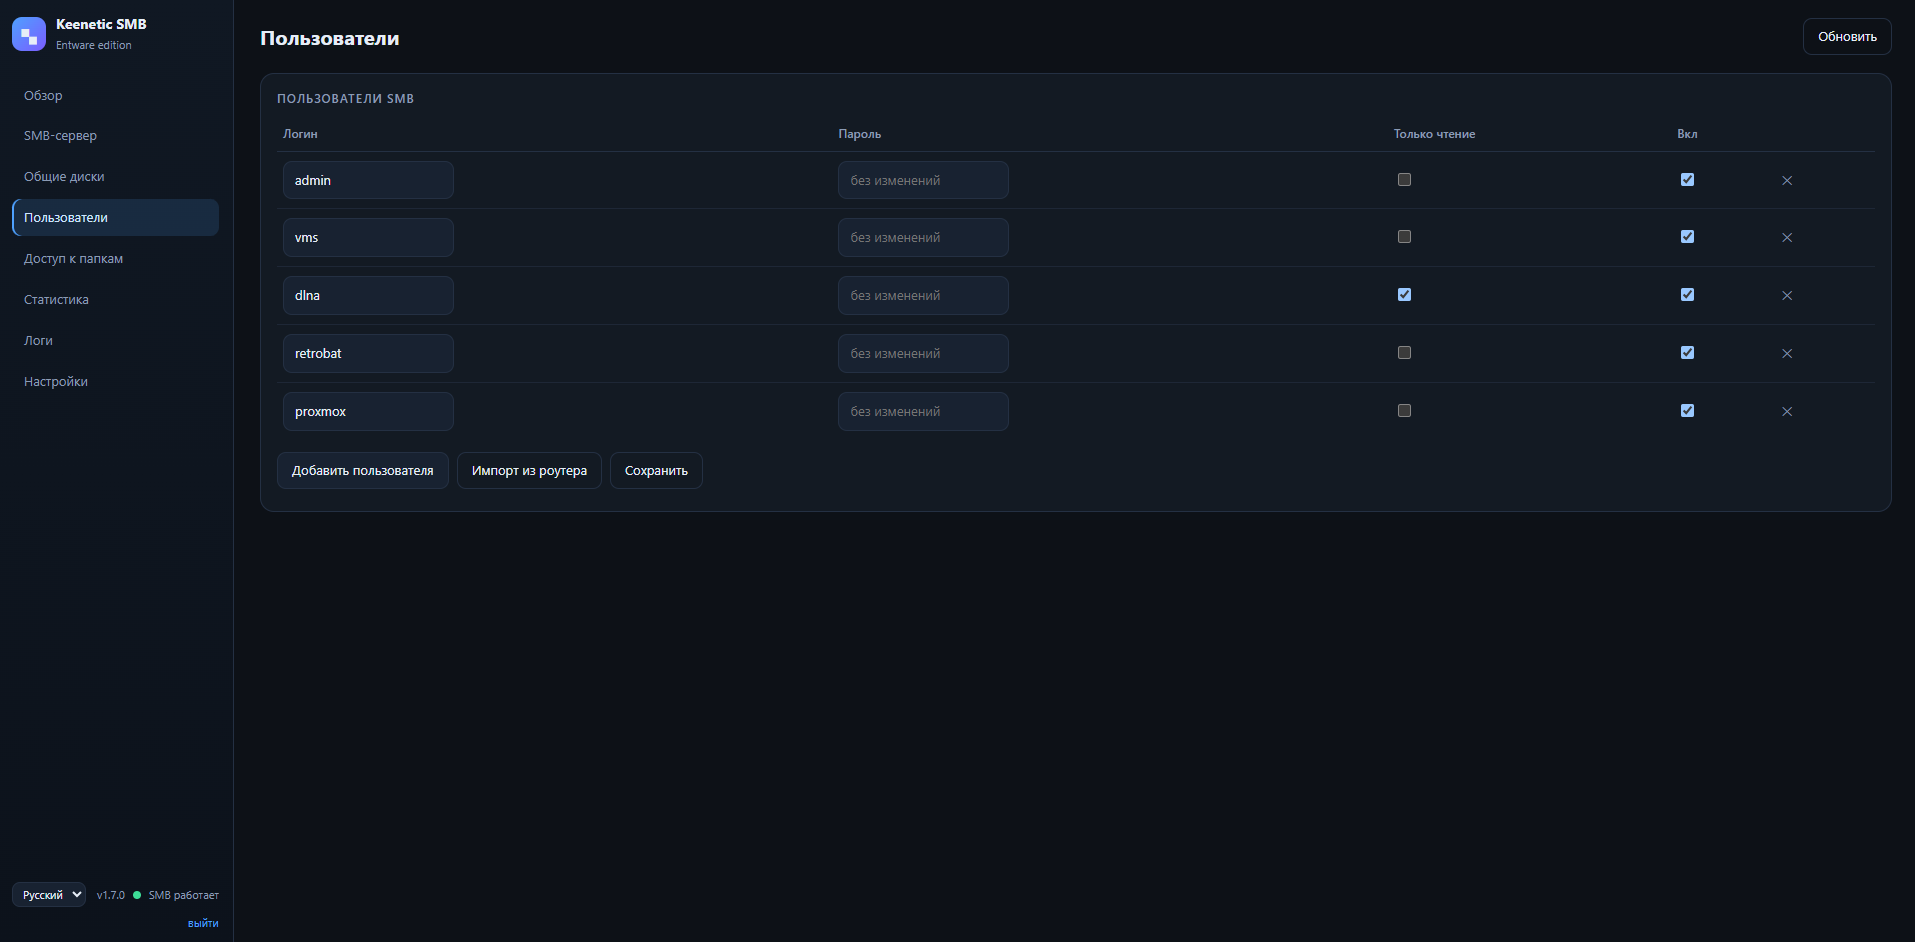 Keenetic SMB
Entware edition
Обзор
SMB-сервер
Общие диски
Пользователи
Доступ к папкам
Статистика
Логи
Настройки
Русский v1.7.0 SMB работает
выйти
Пользователи Обновить
ПОЛЬЗОВАТЕЛИ SMB
Логин Пароль Только чтение Вкл
admin без изменений
vms без изменений
dlna без изменений
retrobat без изменений
proxmox без изменений
Добавить пользователя Импорт из роутера Сохранить